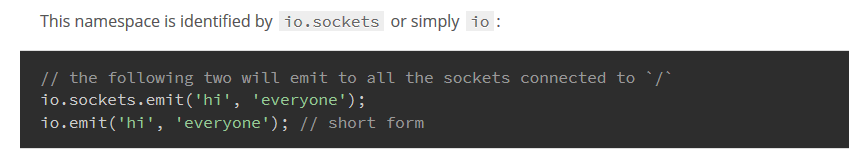 This namespace is identified by io.sockets or simply io:
// the following two will emit to all the sockets connected to `/`
io.sockets.emit('hi', 'everyone');
io.emit('hi', 'everyone'); // short form